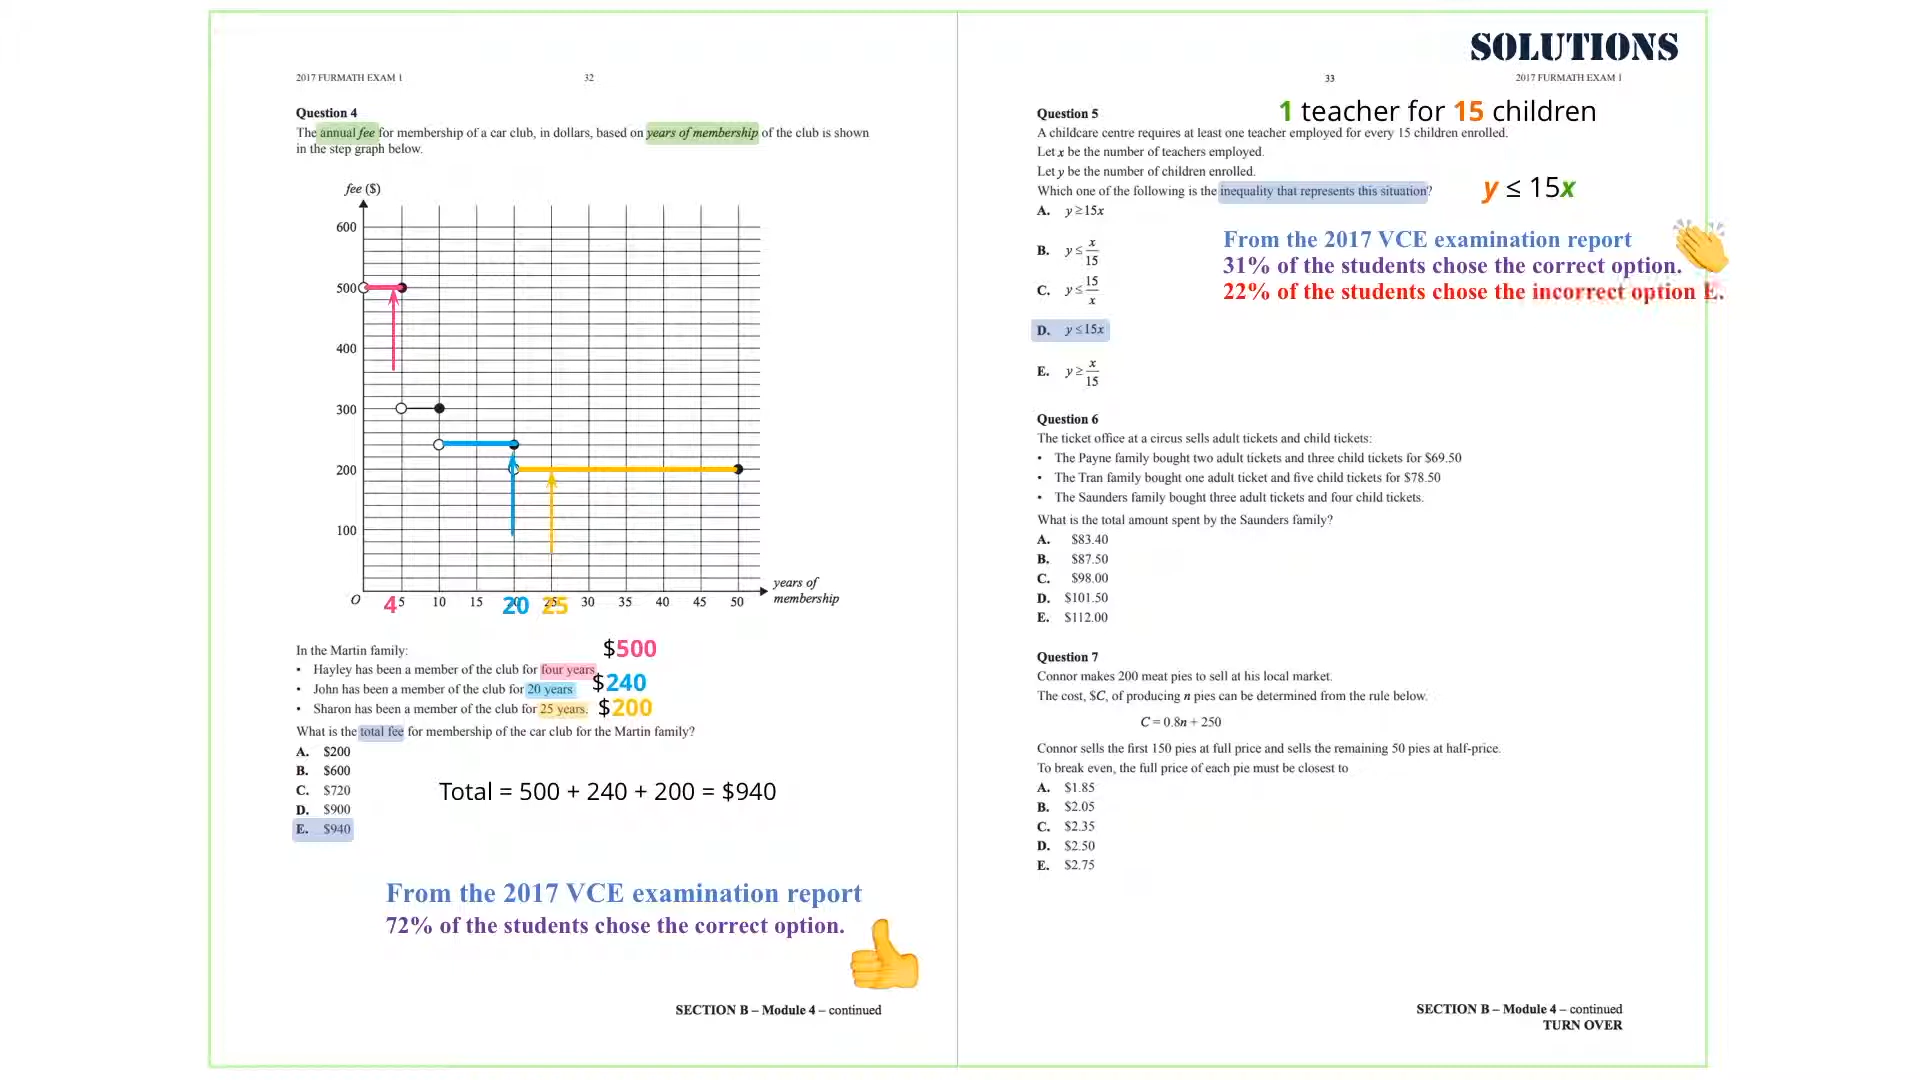 2017 FURMATH EXAM 1
32
Question 4
The annual fee for membership of a car club, in dollars, based on years of membership of the club is shown
in the step graph below.
fee ($)
600
500
400
300
200
100
O
4 5 10 15 20 25 30 35 40 45 50
20 25
years of
membership
In the Martin family:
$500
• Hayley has been a member of the club for four years
• John has been a member of the club for 20 years
$240
• Sharon has been a member of the club for 25 years.
$200
What is the total fee for membership of the car club for the Martin family?
A. $200
B. $600
C. $720
D. $900
E. $940
Total = 500 + 240 + 200 = $940
From the 2017 VCE examination report
72% of the students chose the correct option.
SECTION B – Module 4 – continued
SOLUTIONS
33
2017 FURMATH EXAM 1
1 teacher for 15 children
Question 5
A childcare centre requires at least one teacher employed for every 15 children enrolled.
Let x be the number of teachers employed.
Let y be the number of children enrolled.
Which one of the following is the inequality that represents this situation?
y ≤ 15x
A. y ≥ 15x
B. y ≤ x/15
C. y ≤ 15/x
D. y ≤ 15x
E. y ≥ x/15
From the 2017 VCE examination report
31% of the students chose the correct option.
22% of the students chose the incorrect option E.
Question 6
The ticket office at a circus sells adult tickets and child tickets:
• The Payne family bought two adult tickets and three child tickets for $69.50
• The Tran family bought one adult ticket and five child tickets for $78.50
• The Saunders family bought three adult tickets and four child tickets.
What is the total amount spent by the Saunders family?
A. $83.40
B. $87.50
C. $98.00
D. $101.50
E. $112.00
Question 7
Connor makes 200 meat pies to sell at his local market.
The cost, $C, of producing n pies can be determined from the rule below.
C = 0.8n + 250
Connor sells the first 150 pies at full price and sells the remaining 50 pies at half-price.
To break even, the full price of each pie must be closest to
A. $1.85
B. $2.05
C. $2.35
D. $2.50
E. $2.75
SECTION B – Module 4 – continued
TURN OVER